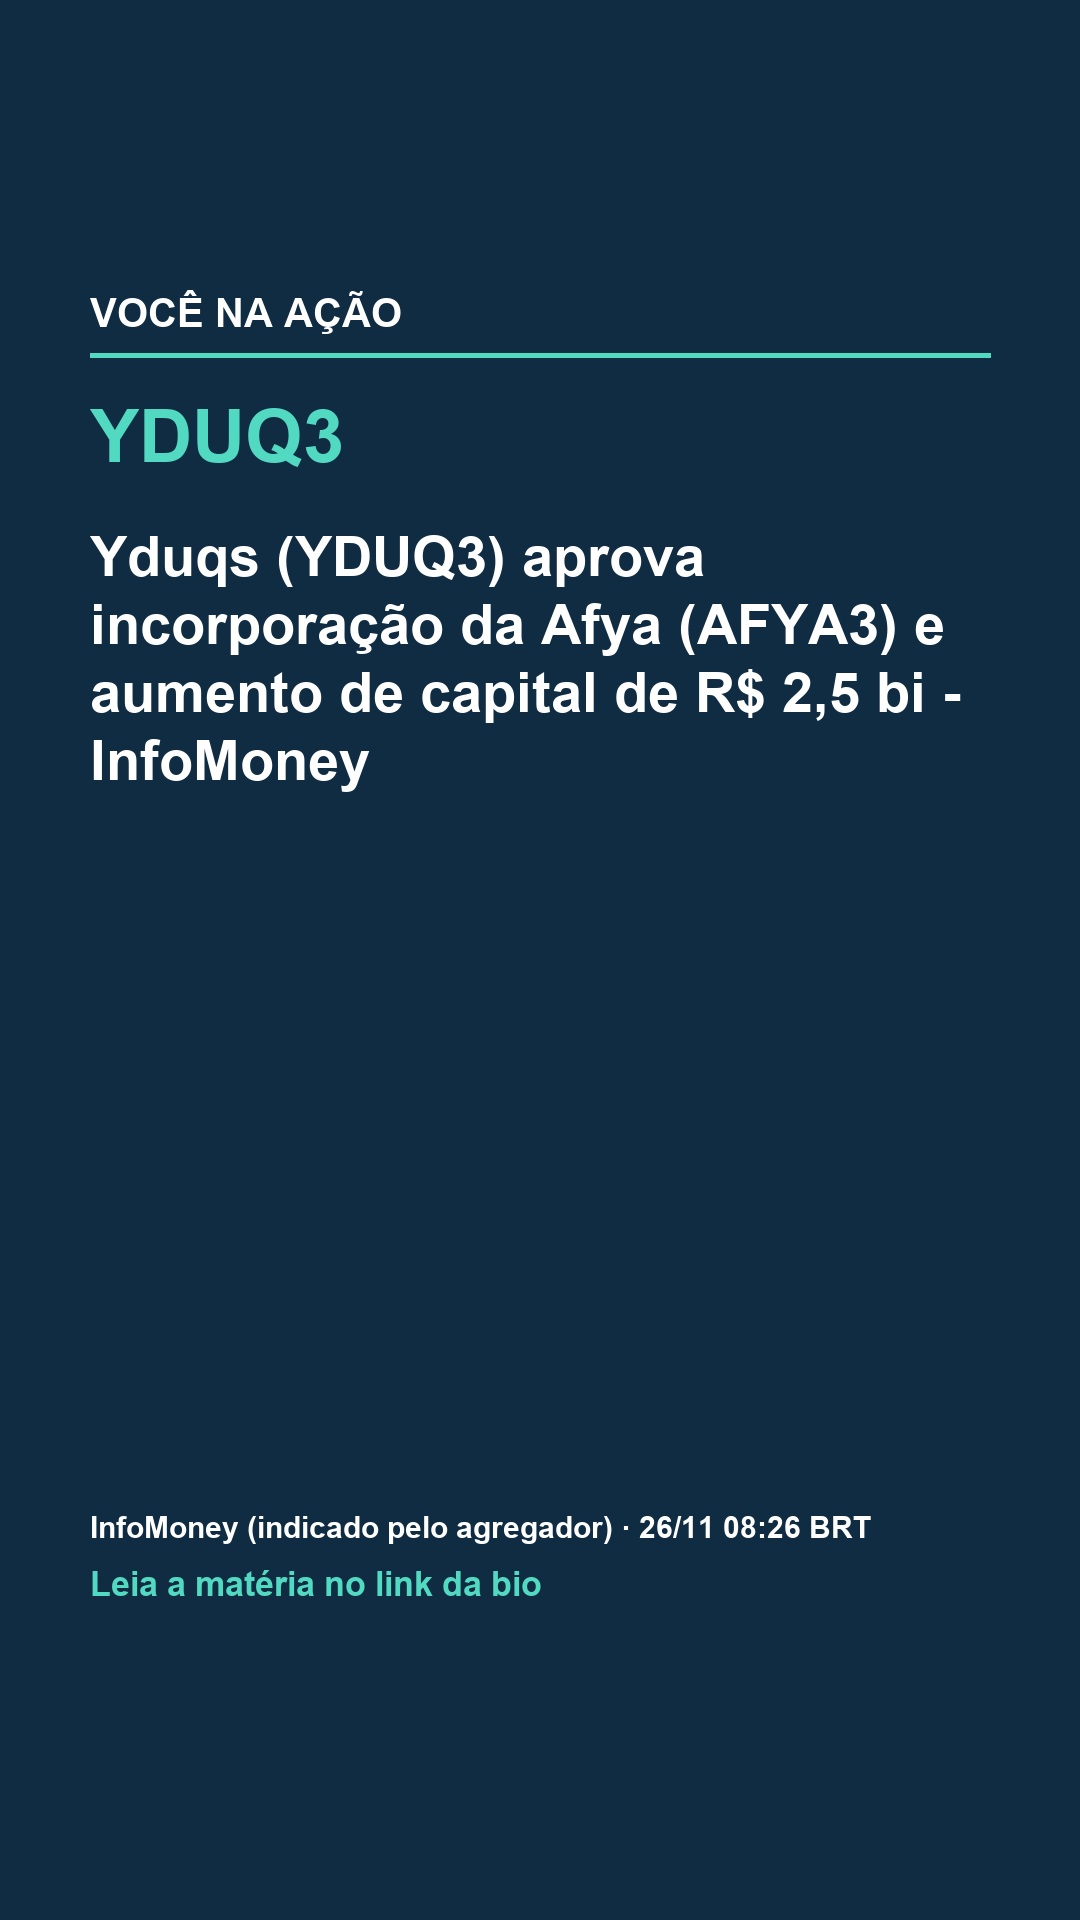 VOCÊ NA AÇÃO
YDUQ3
Yduqs (YDUQ3) aprova
incorporação da Afya (AFYA3) e
aumento de capital de R$ 2,5 bi -
InfoMoney
InfoMoney (indicado pelo agregador) · 26/11 08:26 BRT
Leia a matéria no link da bio